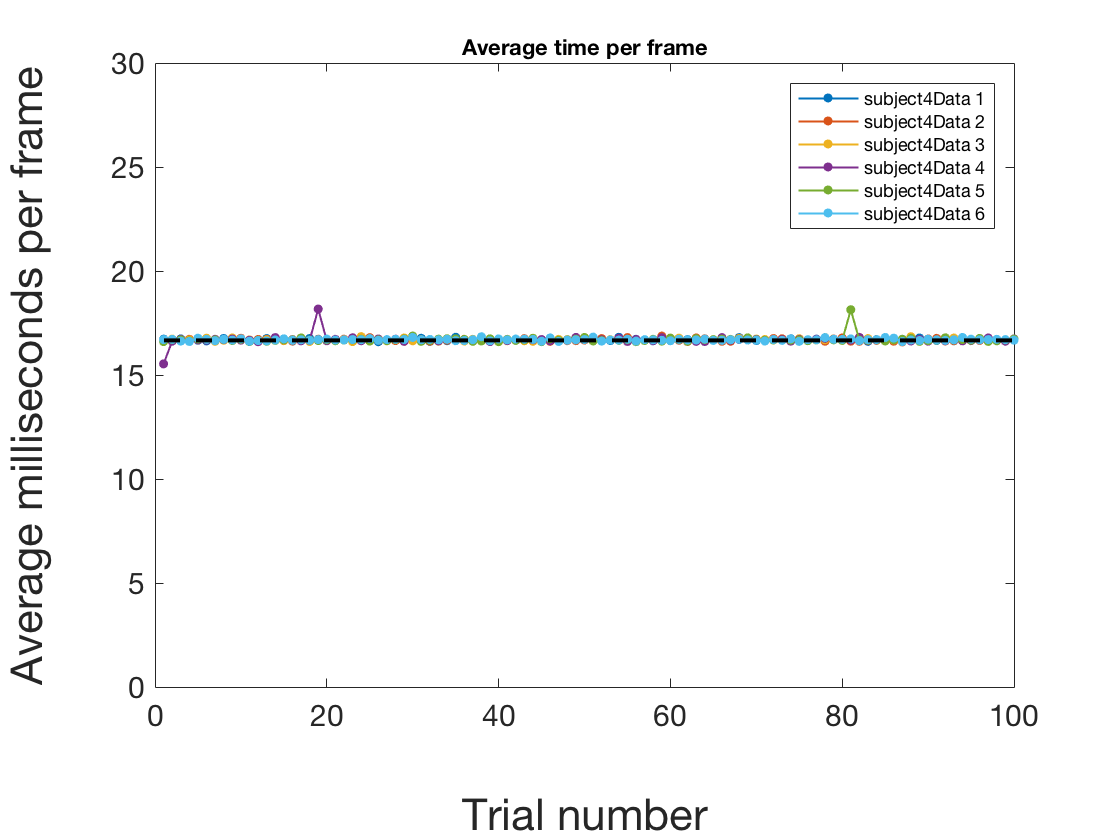 Average time per frame
30
25
20
15
10
5
0
Average milliseconds per frame
subject4Data 1
subject4Data 2
subject4Data 3
subject4Data 4
subject4Data 5
subject4Data 6
0 20 40 60 80 100
Trial number